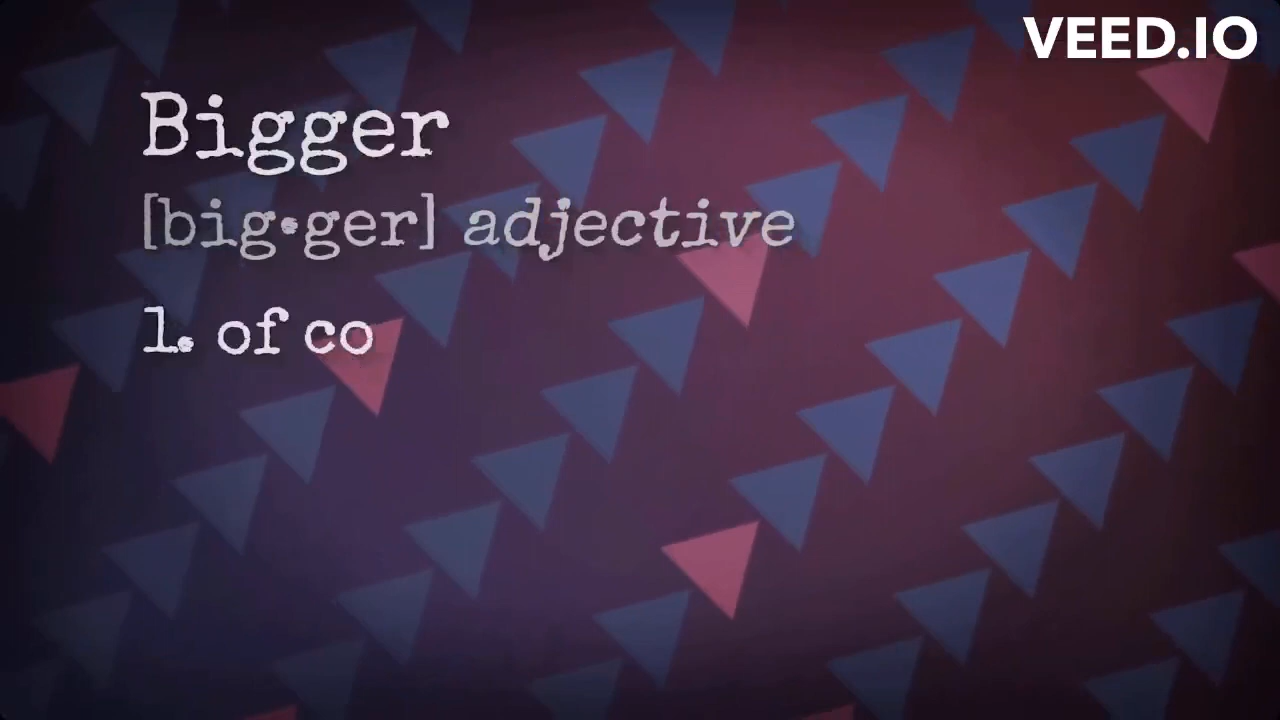 VEED.IO
Bigger
[big•ger] adjective
1. of co